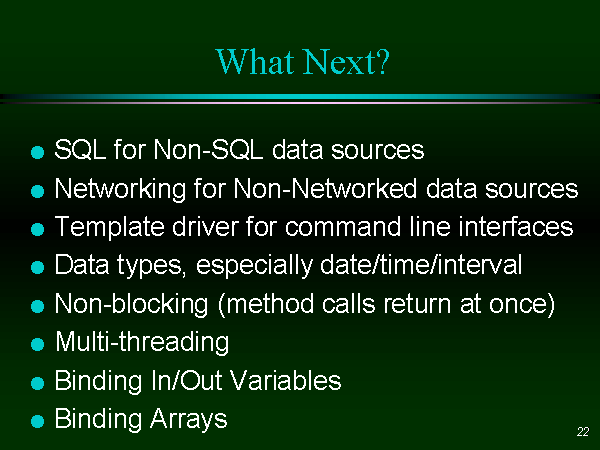 What Next?
SQL for Non-SQL data sources
Networking for Non-Networked data sources
Template driver for command line interfaces
Data types, especially date/time/interval
Non-blocking (method calls return at once)
Multi-threading
Binding In/Out Variables
Binding Arrays
22